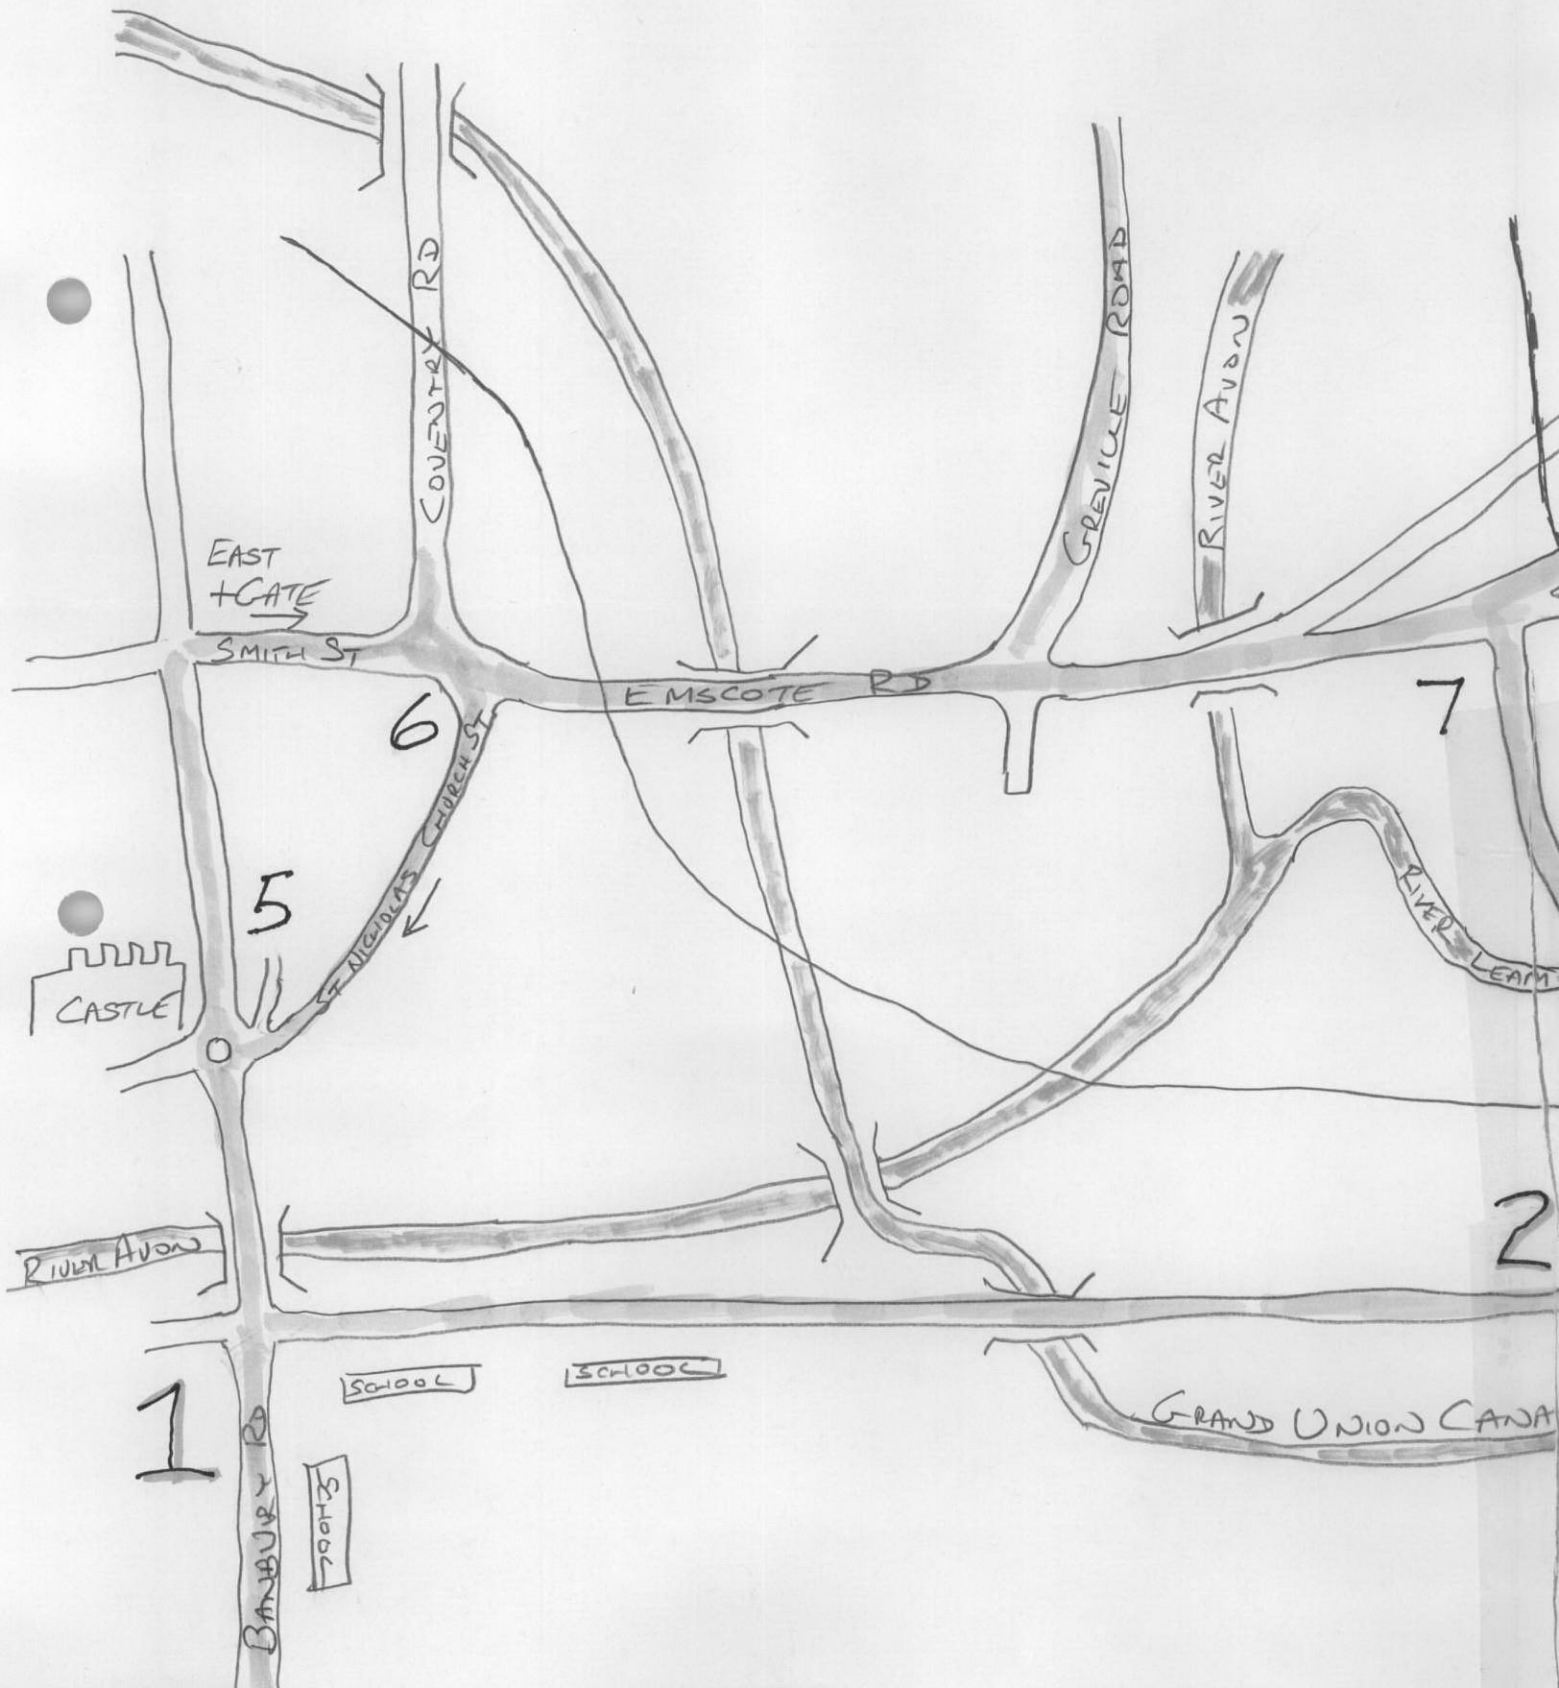 COVENTRY RD
GREVILLE ROAD
RIVER AVON
EAST
+GATE
SMITH ST
EMSCOTE RD
6
7
ST NICHOLAS CHURCH ST
5
RIVER LEAM
CASTLE
2
RIVER AVON
SCHOOL
SCHOOL
1
GRAND UNION CANA
BANBURY RD
SCHOOL